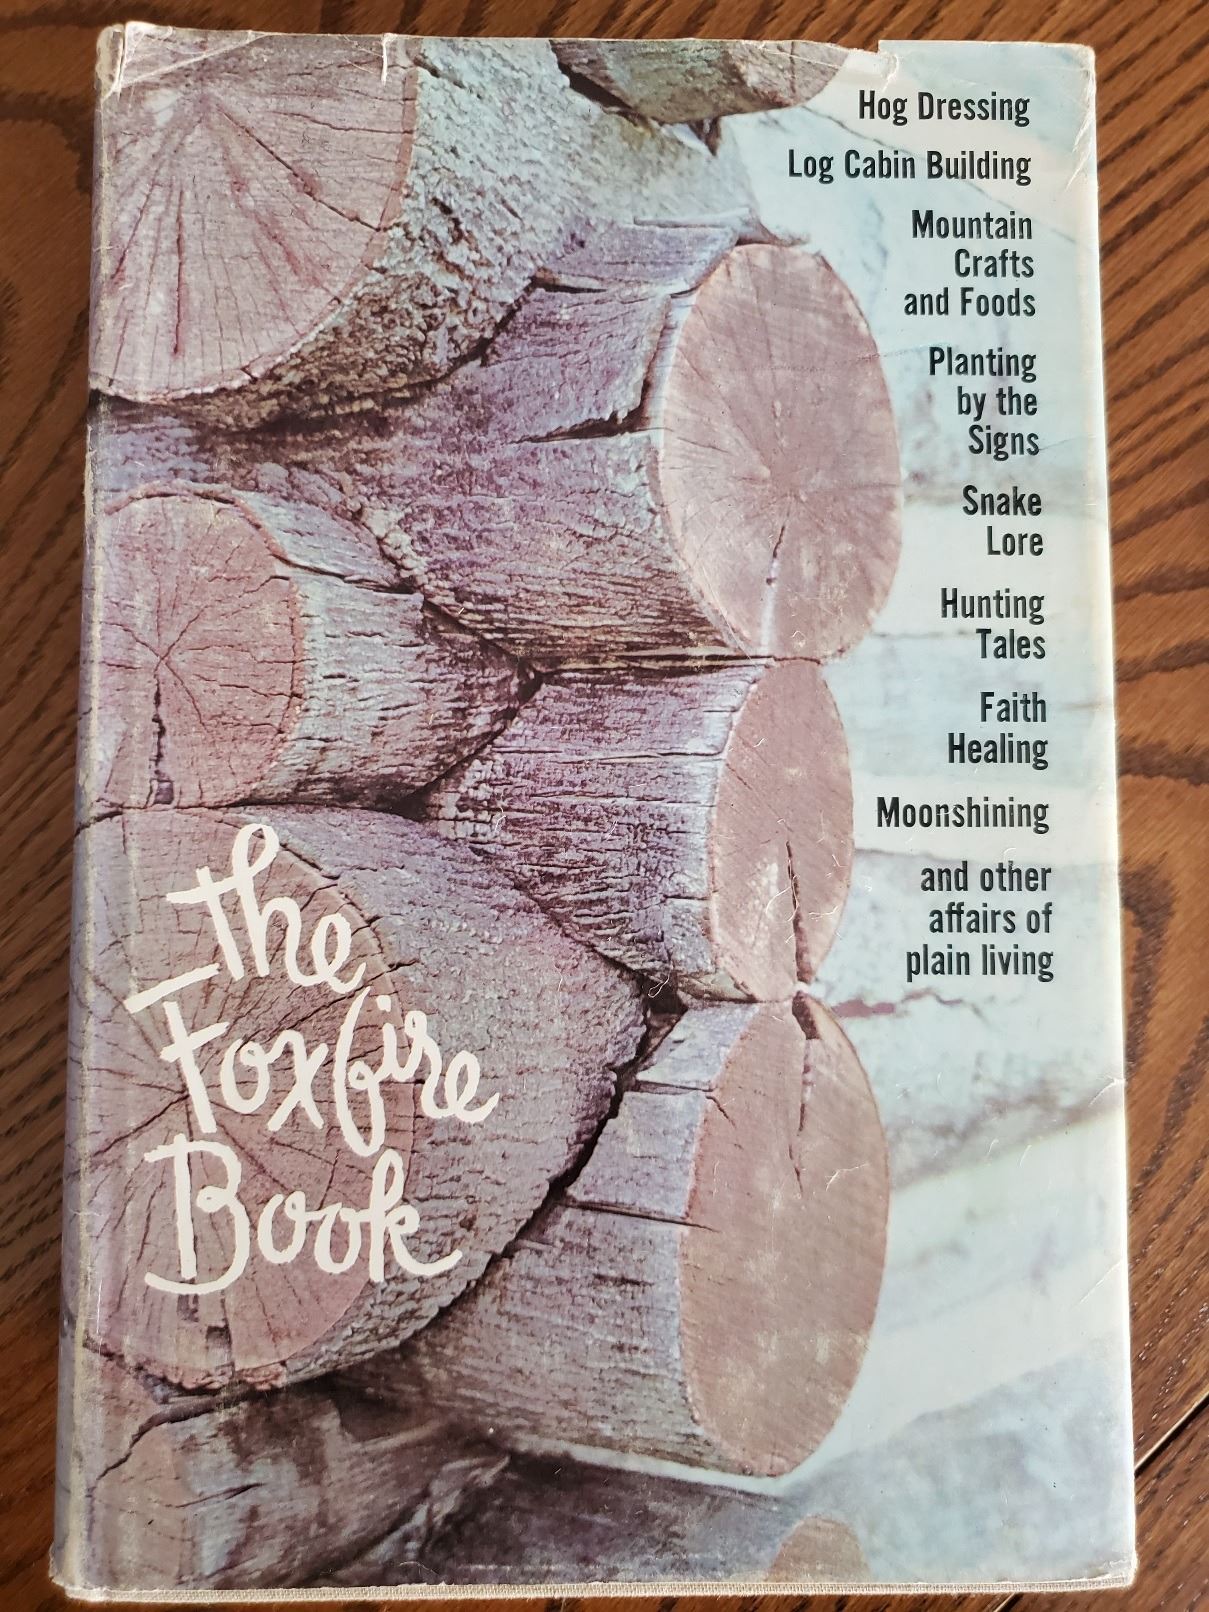 Hog Dressing
Log Cabin Building
Mountain
Crafts
and Foods
Planting
by the
Signs
Snake
Lore
Hunting
Tales
Faith
Healing
Moonshining
and other
affairs of
plain living
the
Foxfire
Book